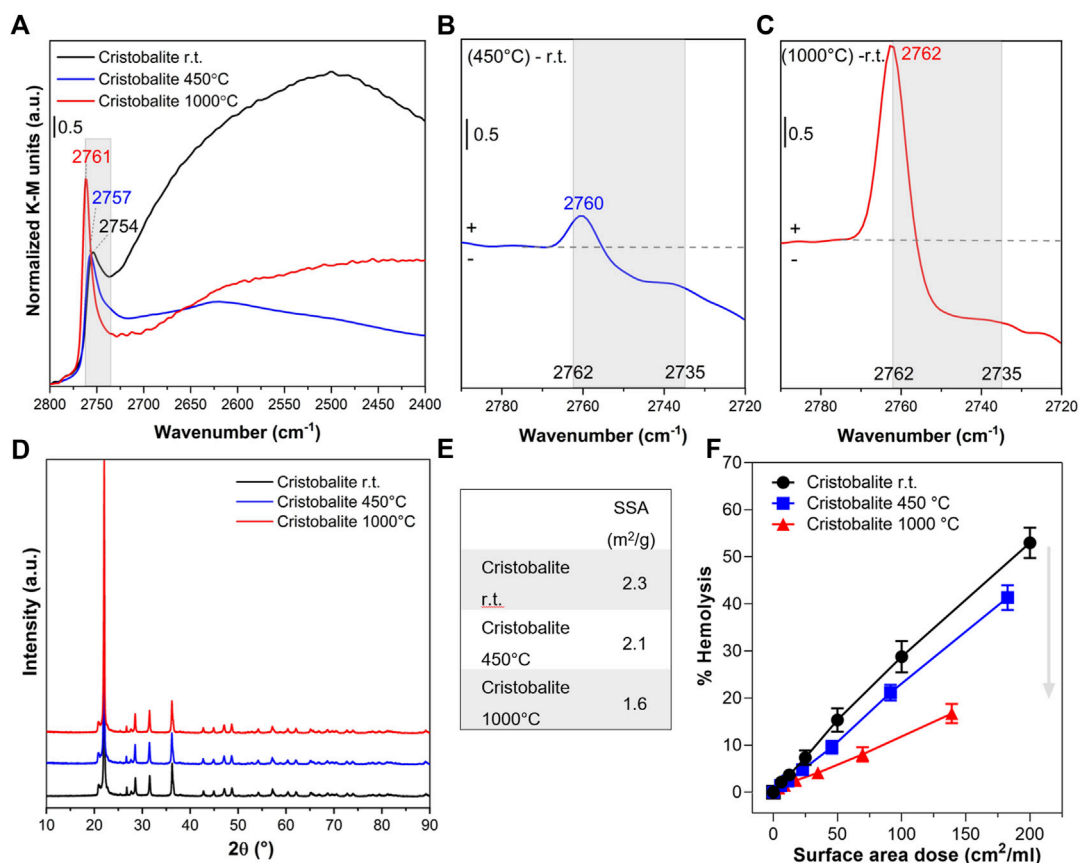 A
Cristobalite r.t.
Cristobalite 450°C
Cristobalite 1000°C
0.5
2761
2757
2754
Normalized K-M units (a.u.)
2800 2750 2700 2650 2600 2550 2500 2450 2400
Wavenumber (cm⁻¹)
B
(450°C) - r.t.
0.5
2760
+
-
2762
2735
2780 2760 2740 2720
Wavenumber (cm⁻¹)
C
(1000°C) -r.t.
2762
0.5
+
-
2762
2735
2780 2760 2740 2720
Wavenumber (cm⁻¹)
D
Cristobalite r.t.
Cristobalite 450°C
Cristobalite 1000°C
Intensity (a.u.)
10 20 30 40 50 60 70 80 90
2θ (°)
E
SSA
(m²/g)
Cristobalite
r.t.
2.3
Cristobalite
450°C
2.1
Cristobalite
1000°C
1.6
F
Cristobalite r.t.
Cristobalite 450 °C
Cristobalite 1000 °C
% Hemolysis
70
60
50
40
30
20
10
0
0 50 100 150 200
Surface area dose (cm²/ml)